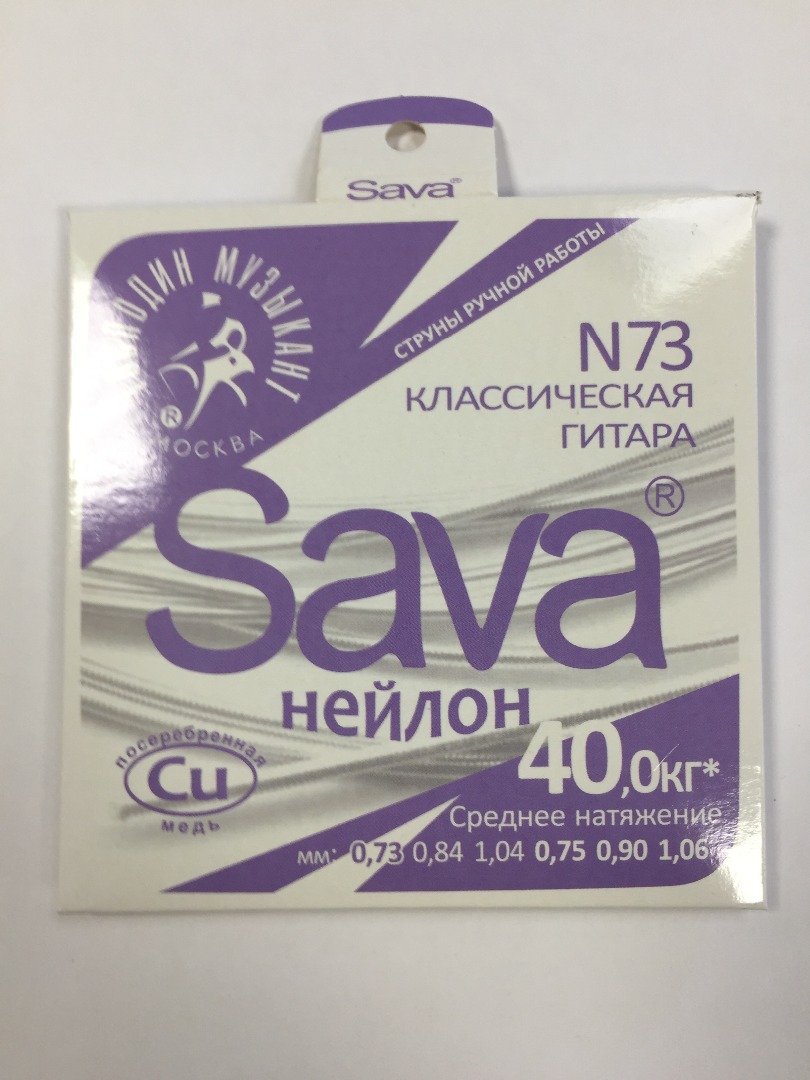 Sava®
ГОСПОДИН МУЗЫКАНТ
®
МОСКВА
СТРУНЫ РУЧНОЙ РАБОТЫ
N73
КЛАССИЧЕСКАЯ
ГИТАРА
Sava®
нейлон
посеребренная
Cu
медь
40,0кг*
Среднее натяжение
мм: 0,73 0,84 1,04 0,75 0,90 1,06